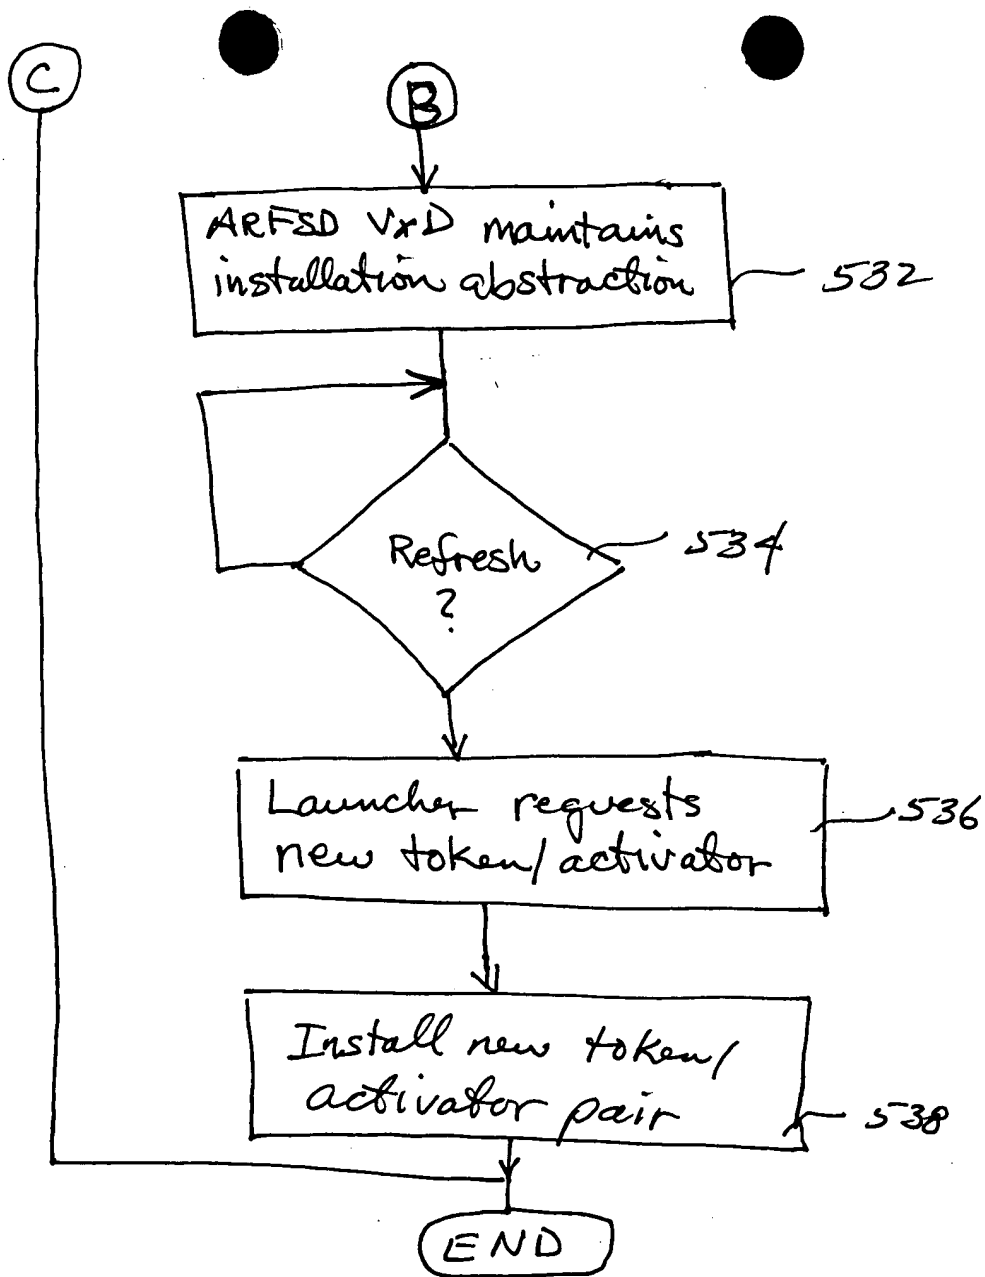 C
B
ARFSD VxD maintains
installation abstraction
532
Refresh
?
534
Launcher requests
new token/activator
536
Install new token/
activator pair
538
END